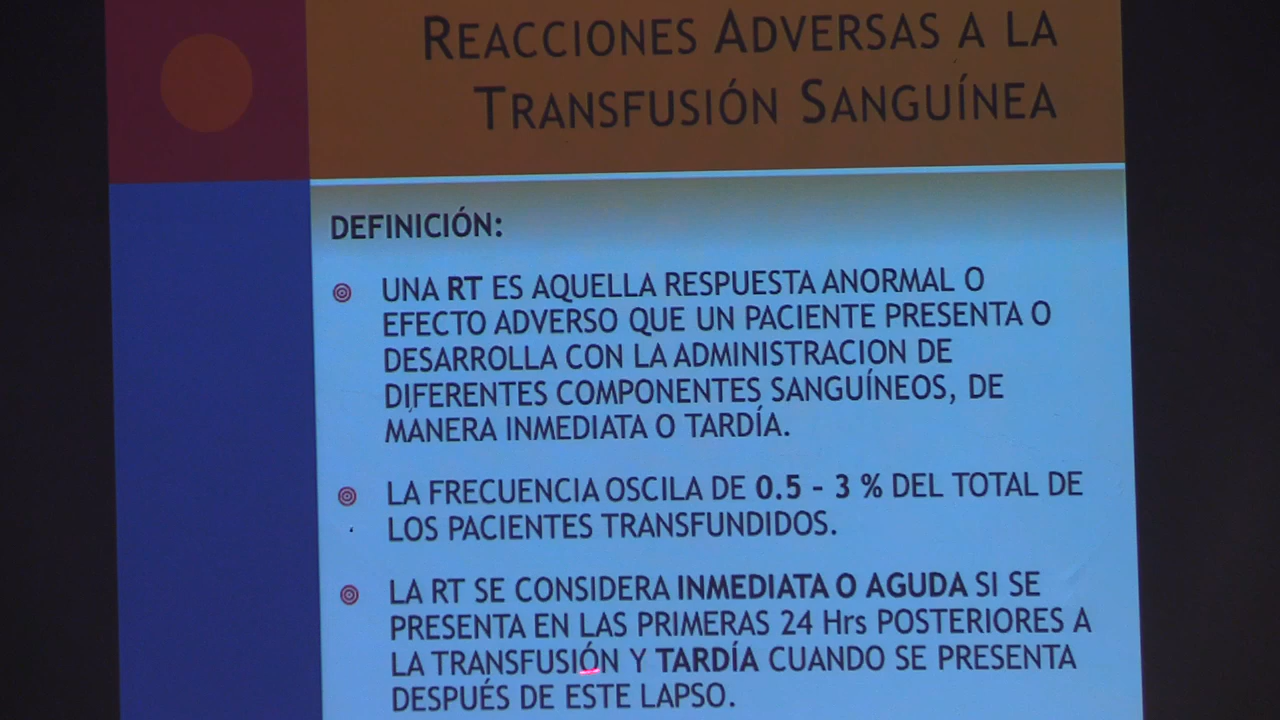 REACCIONES ADVERSAS A LA
TRANSFUSIÓN SANGUÍNEA
DEFINICIÓN:
UNA RT ES AQUELLA RESPUESTA ANORMAL O
EFECTO ADVERSO QUE UN PACIENTE PRESENTA O
DESARROLLA CON LA ADMINISTRACION DE
DIFERENTES COMPONENTES SANGUÍNEOS, DE
MANERA INMEDIATA O TARDÍA.
LA FRECUENCIA OSCILA DE 0.5 - 3 % DEL TOTAL DE
LOS PACIENTES TRANSFUNDIDOS.
LA RT SE CONSIDERA INMEDIATA O AGUDA SI SE
PRESENTA EN LAS PRIMERAS 24 Hrs POSTERIORES A
LA TRANSFUSIÓN Y TARDÍA CUANDO SE PRESENTA
DESPUÉS DE ESTE LAPSO.